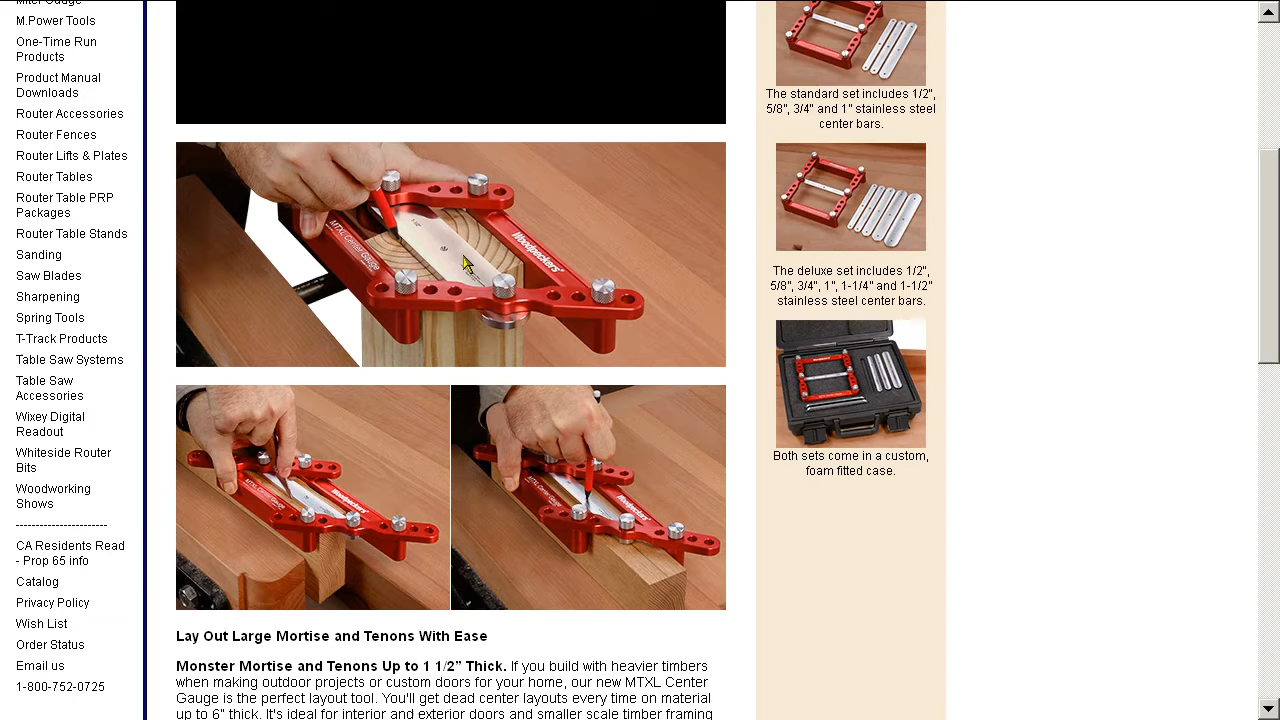 M.Power Tools
One-Time Run
Products
Product Manual
Downloads
Router Accessories
Router Fences
Router Lifts & Plates
Router Tables
Router Table PRP
Packages
Router Table Stands
Sanding
Saw Blades
Sharpening
Spring Tools
T-Track Products
Table Saw Systems
Table Saw
Accessories
Wixey Digital
Readout
Whiteside Router
Bits
Woodworking
Shows
-----------------------
CA Residents Read
- Prop 65 info
Catalog
Privacy Policy
Wish List
Order Status
Email us
1-800-752-0725
MTXL Center Gauge
Woodpeckers
MTXL Center Gauge
Woodpeckers
Woodpeckers
Lay Out Large Mortise and Tenons With Ease
Monster Mortise and Tenons Up to 1 1/2” Thick. If you build with heavier timbers
when making outdoor projects or custom doors for your home, our new MTXL Center
Gauge is the perfect layout tool. You'll get dead center layouts every time on material
up to 6” thick. It's ideal for interior and exterior doors and smaller scale timber framing
The standard set includes 1/2",
5/8", 3/4" and 1" stainless steel
center bars.
The deluxe set includes 1/2",
5/8", 3/4", 1", 1-1/4" and 1-1/2"
stainless steel center bars.
Both sets come in a custom,
foam fitted case.